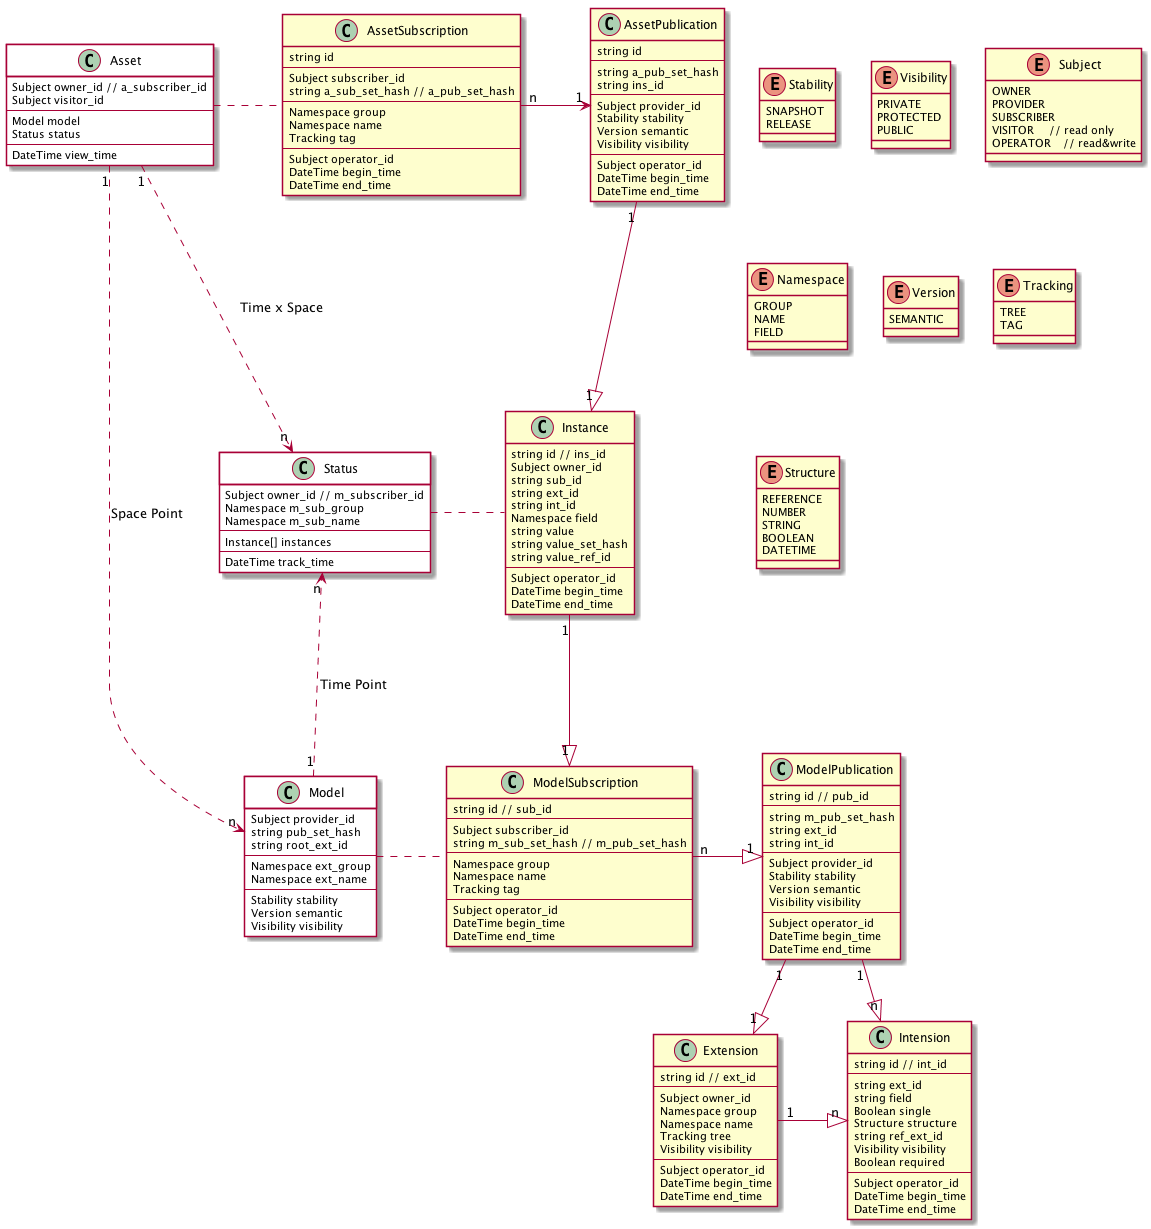 C Asset
Subject owner_id // a_subscriber_id
Subject visitor_id
Model model
Status status
DateTime view_time
C AssetSubscription
string id
Subject subscriber_id
string a_sub_set_hash // a_pub_set_hash
Namespace group
Namespace name
Tracking tag
Subject operator_id
DateTime begin_time
DateTime end_time
n
1
C AssetPublication
string id
string a_pub_set_hash
string ins_id
Subject provider_id
Stability stability
Version semantic
Visibility visibility
Subject operator_id
DateTime begin_time
DateTime end_time
E Stability
SNAPSHOT
RELEASE
E Visibility
PRIVATE
PROTECTED
PUBLIC
E Subject
OWNER
PROVIDER
SUBSCRIBER
VISITOR // read only
OPERATOR // read&write
1
1
1
Time x Space
E Namespace
GROUP
NAME
FIELD
E Version
SEMANTIC
E Tracking
TREE
TAG
n
1
C Status
Subject owner_id // m_subscriber_id
Namespace m_sub_group
Namespace m_sub_name
Instance[] instances
DateTime track_time
C Instance
string id // ins_id
Subject owner_id
string sub_id
string ext_id
string int_id
Namespace field
string value
string value_set_hash
string value_ref_id
Subject operator_id
DateTime begin_time
DateTime end_time
E Structure
REFERENCE
NUMBER
STRING
BOOLEAN
DATETIME
Space Point
n
1
Time Point
1
1
n
C Model
Subject provider_id
string pub_set_hash
string root_ext_id
Namespace ext_group
Namespace ext_name
Stability stability
Version semantic
Visibility visibility
C ModelSubscription
string id // sub_id
Subject subscriber_id
string m_sub_set_hash // m_pub_set_hash
Namespace group
Namespace name
Tracking tag
Subject operator_id
DateTime begin_time
DateTime end_time
n
1
C ModelPublication
string id // pub_id
string m_pub_set_hash
string ext_id
string int_id
Subject provider_id
Stability stability
Version semantic
Visibility visibility
Subject operator_id
DateTime begin_time
DateTime end_time
1
1
1
n
C Extension
string id // ext_id
Subject owner_id
Namespace group
Namespace name
Tracking tree
Visibility visibility
Subject operator_id
DateTime begin_time
DateTime end_time
1
n
C Intension
string id // int_id
string ext_id
string field
Boolean single
Structure structure
string ref_ext_id
Visibility visibility
Boolean required
Subject operator_id
DateTime begin_time
DateTime end_time